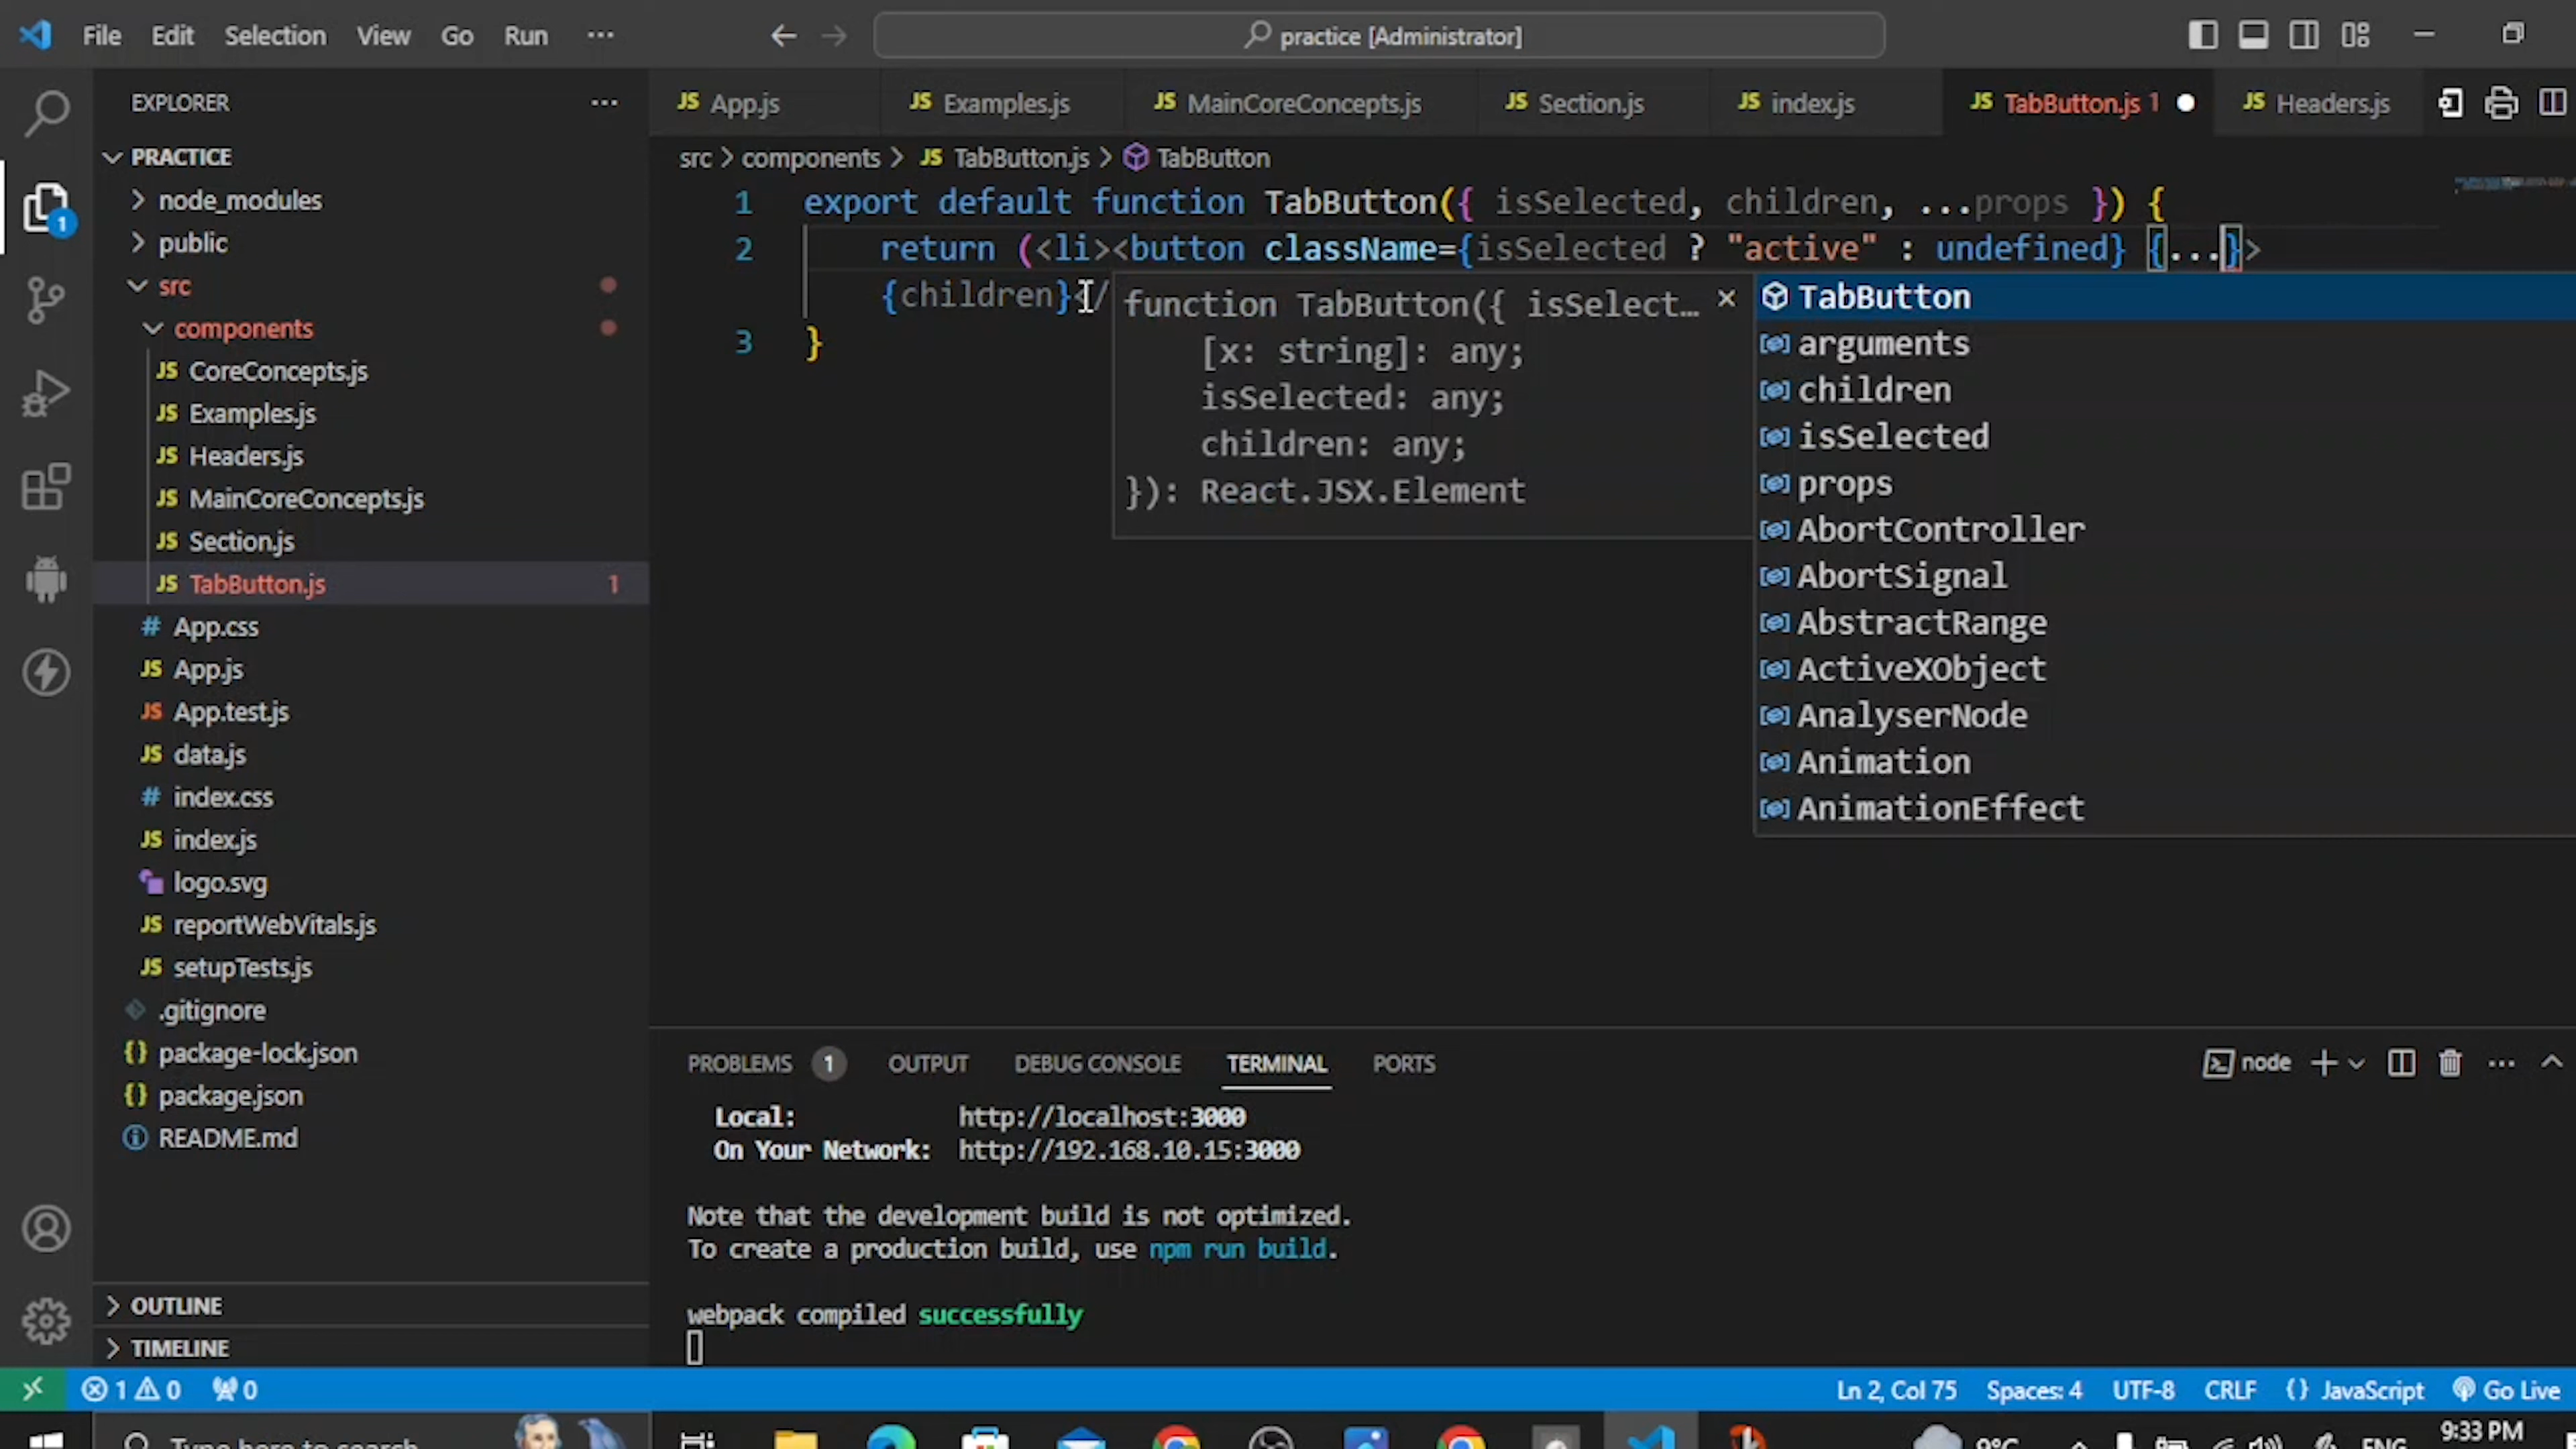 File Edit Selection View Go Run ...
practice [Administrator]
EXPLORER
PRACTICE
node_modules
public
src
components
JS CoreConcepts.js
JS Examples.js
JS Headers.js
JS MainCoreConcepts.js
JS Section.js
JS TabButton.js 1
# App.css
JS App.js
JS App.test.js
JS data.js
# index.css
JS index.js
logo.svg
JS reportWebVitals.js
JS setupTests.js
.gitignore
{} package-lock.json
{} package.json
README.md
OUTLINE
TIMELINE
1
JS App.js JS Examples.js JS MainCoreConcepts.js JS Section.js JS index.js JS TabButton.js 1 JS Headers.js
src > components > JS TabButton.js > TabButton
1 export default function TabButton({ isSelected, children, ...props }) {
2 return (<li><button className={isSelected ? "active" : undefined} {...}>
{children}</
3 }
function TabButton({ isSelect…
[x: string]: any;
isSelected: any;
children: any;
}): React.JSX.Element
TabButton
arguments
children
isSelected
props
AbortController
AbortSignal
AbstractRange
ActiveXObject
AnalyserNode
Animation
AnimationEffect
PROBLEMS 1 OUTPUT DEBUG CONSOLE TERMINAL PORTS
node
Local: http://localhost:3000
On Your Network: http://192.168.10.15:3000
Note that the development build is not optimized.
To create a production build, use npm run build.
webpack compiled successfully
1 0 0
Ln 2, Col 75 Spaces: 4 UTF-8 CRLF {} JavaScript Go Live
Type here to search
9°C ENG 9:33 PM